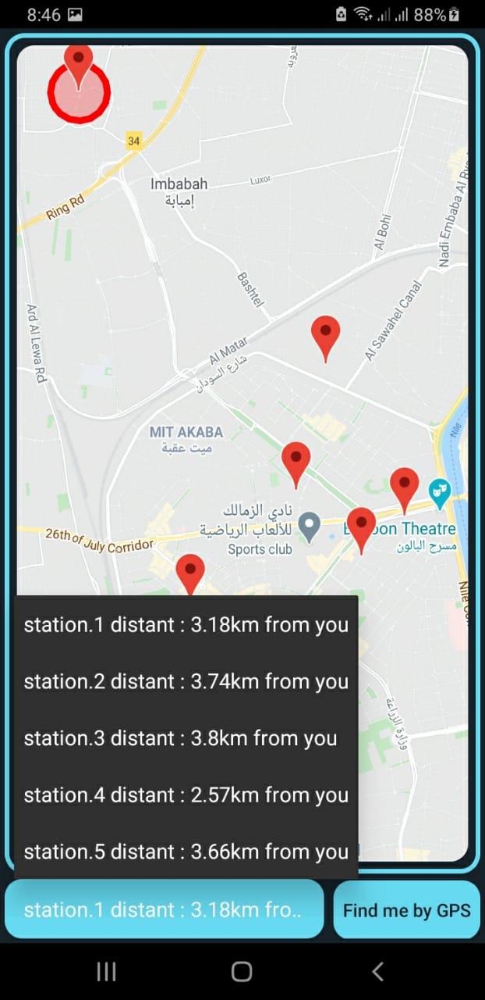 8:46
88%
العروبة
34
Imbabah
إمبابة
Luxor
Ring Rd
Al Bohi
Nadi Embaba Al
Bashtel
Al Sawahel Canal
Ard Al Lewa Rd
Al Matar
شارع السودان
Nile
MIT AKABA
ميت عقبة
نادي الزمالك
للألعاب الرياضية
Sports club
oon Theatre
مسرح البالون
26th of July Corridor
Nile Cor
station.1 distant : 3.18km from you
station.2 distant : 3.74km from you
station.3 distant : 3.8km from you
station.4 distant : 2.57km from you
station.5 distant : 3.66km from you
وزارة الزراعة
station.1 distant : 3.18km fro..
Find me by GPS